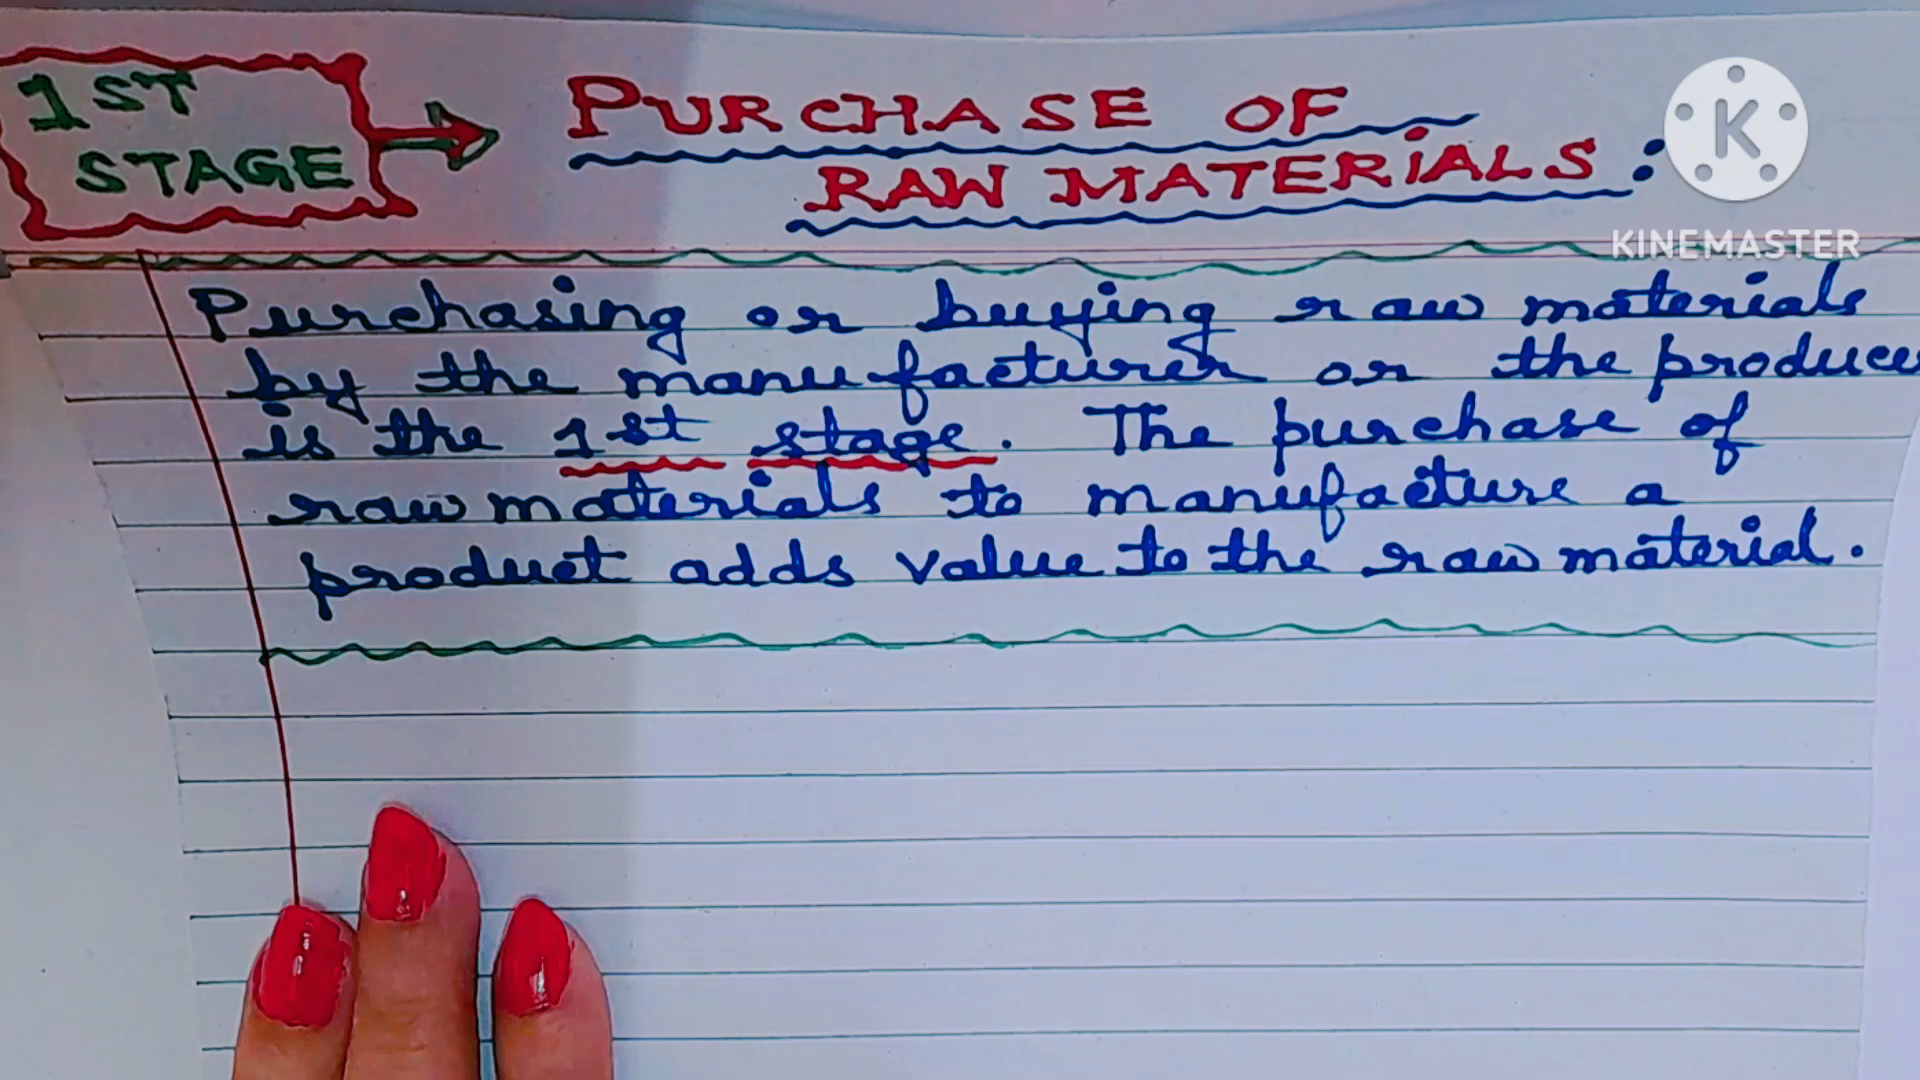 1ST
STAGE
PURCHASE OF
RAW MATERIALS :
KINEMASTER
Purchasing or buying raw materials
by the manufacturer or the produce
is the 1st stage. The purchase of
raw materials to manufacture a
product adds value to the raw material.